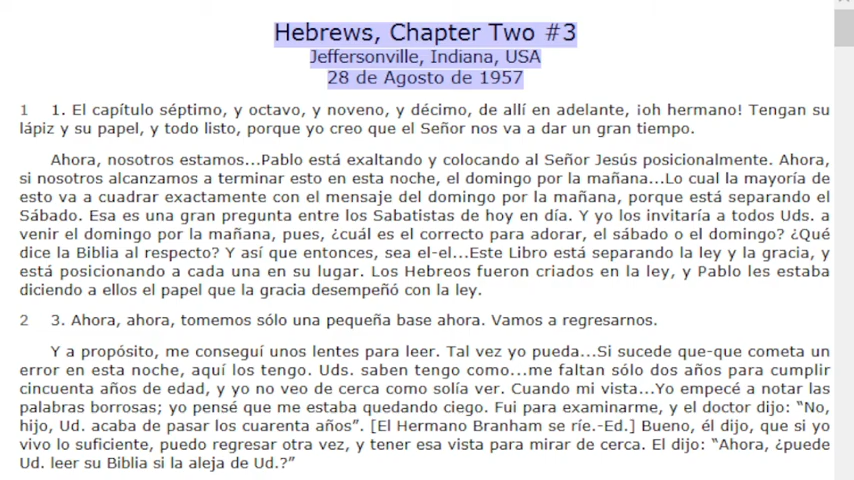 Hebrews, Chapter Two #3
Jeffersonville, Indiana, USA
28 de Agosto de 1957
1 1. El capítulo séptimo, y octavo, y noveno, y décimo, de allí en adelante, ¡oh hermano! Tengan su
lápiz y su papel, y todo listo, porque yo creo que el Señor nos va a dar un gran tiempo.
Ahora, nosotros estamos...Pablo está exaltando y colocando al Señor Jesús posicionalmente. Ahora,
si nosotros alcanzamos a terminar esto en esta noche, el domingo por la mañana...Lo cual la mayoría de
esto va a cuadrar exactamente con el mensaje del domingo por la mañana, porque está separando el
Sábado. Esa es una gran pregunta entre los Sabatistas de hoy en día. Y yo los invitaría a todos Uds. a
venir el domingo por la mañana, pues, ¿cuál es el correcto para adorar, el sábado o el domingo? ¿Qué
dice la Biblia al respecto? Y así que entonces, sea el-el...Este Libro está separando la ley y la gracia, y
está posicionando a cada una en su lugar. Los Hebreos fueron criados en la ley, y Pablo les estaba
diciendo a ellos el papel que la gracia desempeñó con la ley.
2 3. Ahora, ahora, tomemos sólo una pequeña base ahora. Vamos a regresarnos.
Y a propósito, me conseguí unos lentes para leer. Tal vez yo pueda...Si sucede que-que cometa un
error en esta noche, aquí los tengo. Uds. saben tengo como...me faltan sólo dos años para cumplir
cincuenta años de edad, y yo no veo de cerca como solía ver. Cuando mi vista...Yo empecé a notar las
palabras borrosas; yo pensé que me estaba quedando ciego. Fui para examinarme, y el doctor dijo: “No,
hijo, Ud. acaba de pasar los cuarenta años”. [El Hermano Branham se ríe.-Ed.] Bueno, él dijo, que si yo
vivo lo suficiente, puedo regresar otra vez, y tener esa vista para mirar de cerca. El dijo: “Ahora, ¿puede
Ud. leer su Biblia si la aleja de Ud.?”